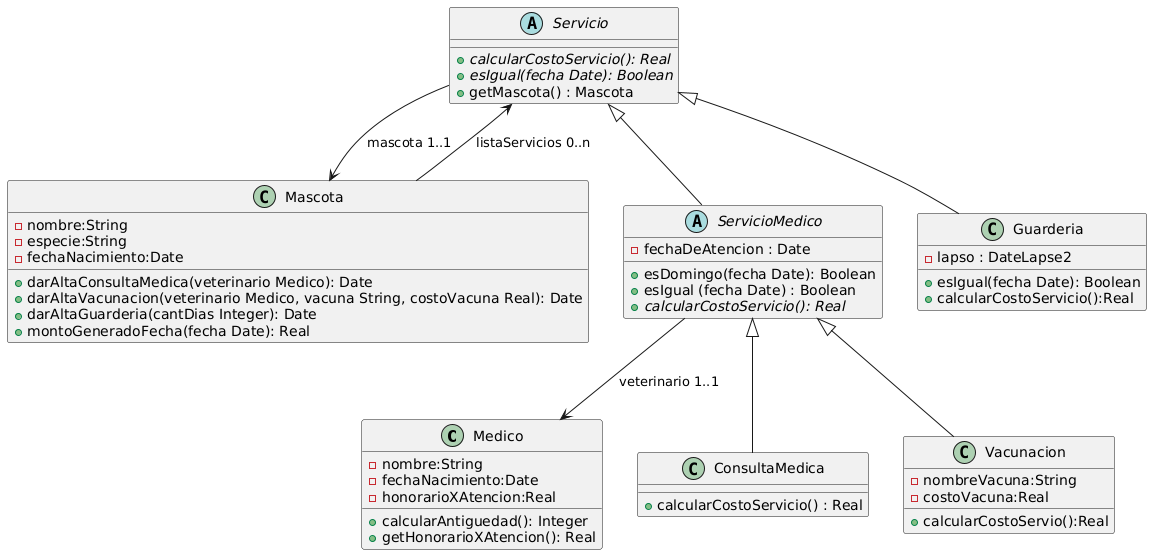 A Servicio
calcularCostoServicio(): Real
esIgual(fecha Date): Boolean
getMascota() : Mascota
mascota 1..1
listaServicios 0..n
C Mascota
nombre:String
especie:String
fechaNacimiento:Date
darAltaConsultaMedica(veterinario Medico): Date
darAltaVacunacion(veterinario Medico, vacuna String, costoVacuna Real): Date
darAltaGuarderia(cantDias Integer): Date
montoGeneradoFecha(fecha Date): Real
A ServicioMedico
fechaDeAtencion : Date
esDomingo(fecha Date): Boolean
esIgual (fecha Date) : Boolean
calcularCostoServicio(): Real
C Guarderia
lapso : DateLapse2
esIgual(fecha Date): Boolean
calcularCostoServicio():Real
veterinario 1..1
C Medico
nombre:String
fechaNacimiento:Date
honorarioXAtencion:Real
calcularAntiguedad(): Integer
getHonorarioXAtencion(): Real
C ConsultaMedica
calcularCostoServicio() : Real
C Vacunacion
nombreVacuna:String
costoVacuna:Real
calcularCostoServio():Real